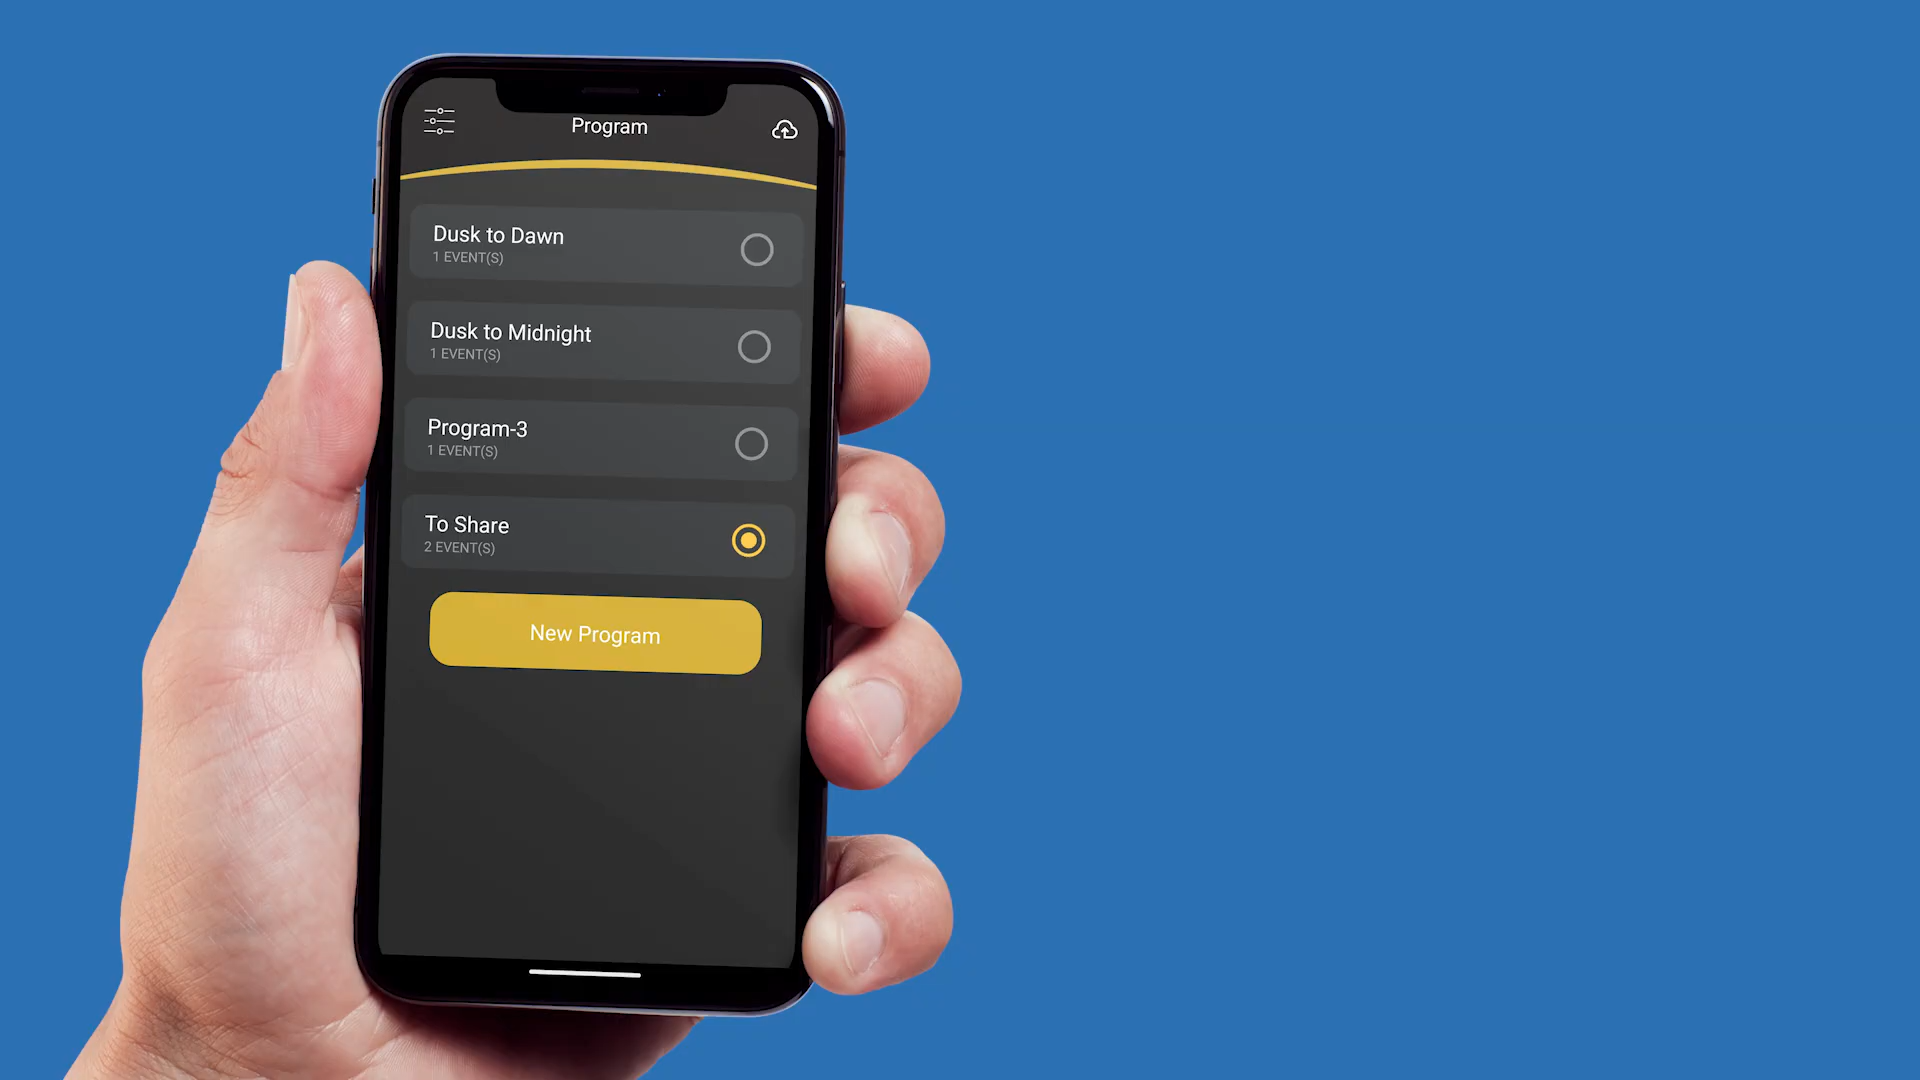 Program
Dusk to Dawn
1 EVENT(S)
Dusk to Midnight
1 EVENT(S)
Program-3
1 EVENT(S)
To Share
2 EVENT(S)
New Program